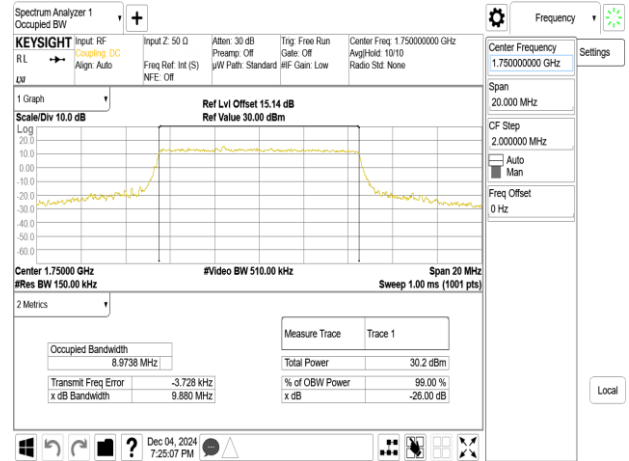 Spectrum Analyzer 1
Occupied BW
+
Frequency
KEYSIGHT
RL
LXI
Input: RF
Coupling: DC
Align: Auto
Input Z: 50 Ω
Freq Ref: Int (S)
NFE: Off
Atten: 30 dB
Preamp: Off
µW Path: Standard
Trig: Free Run
Gate: Off
#IF Gain: Low
Center Freq: 1.750000000 GHz
Avg|Hold: 10/10
Radio Std: None
Center Frequency
1.750000000 GHz
Settings
Span
20.000 MHz
CF Step
2.000000 MHz
Auto
Man
Freq Offset
0 Hz
Local
1 Graph
Scale/Div 10.0 dB
Ref Lvl Offset 15.14 dB
Ref Value 30.00 dBm
Log
20.0
10.0
0.00
-10.0
-20.0
-30.0
-40.0
-50.0
-60.0
Center 1.75000 GHz
#Video BW 510.00 kHz
Span 20 MHz
#Res BW 150.00 kHz
Sweep 1.00 ms (1001 pts)
2 Metrics
Measure Trace Trace 1
Occupied Bandwidth
8.9738 MHz
Total Power 30.2 dBm
Transmit Freq Error -3.728 kHz
% of OBW Power 99.00 %
x dB Bandwidth 9.880 MHz
x dB -26.00 dB
?
Dec 04, 2024
7:25:07 PM